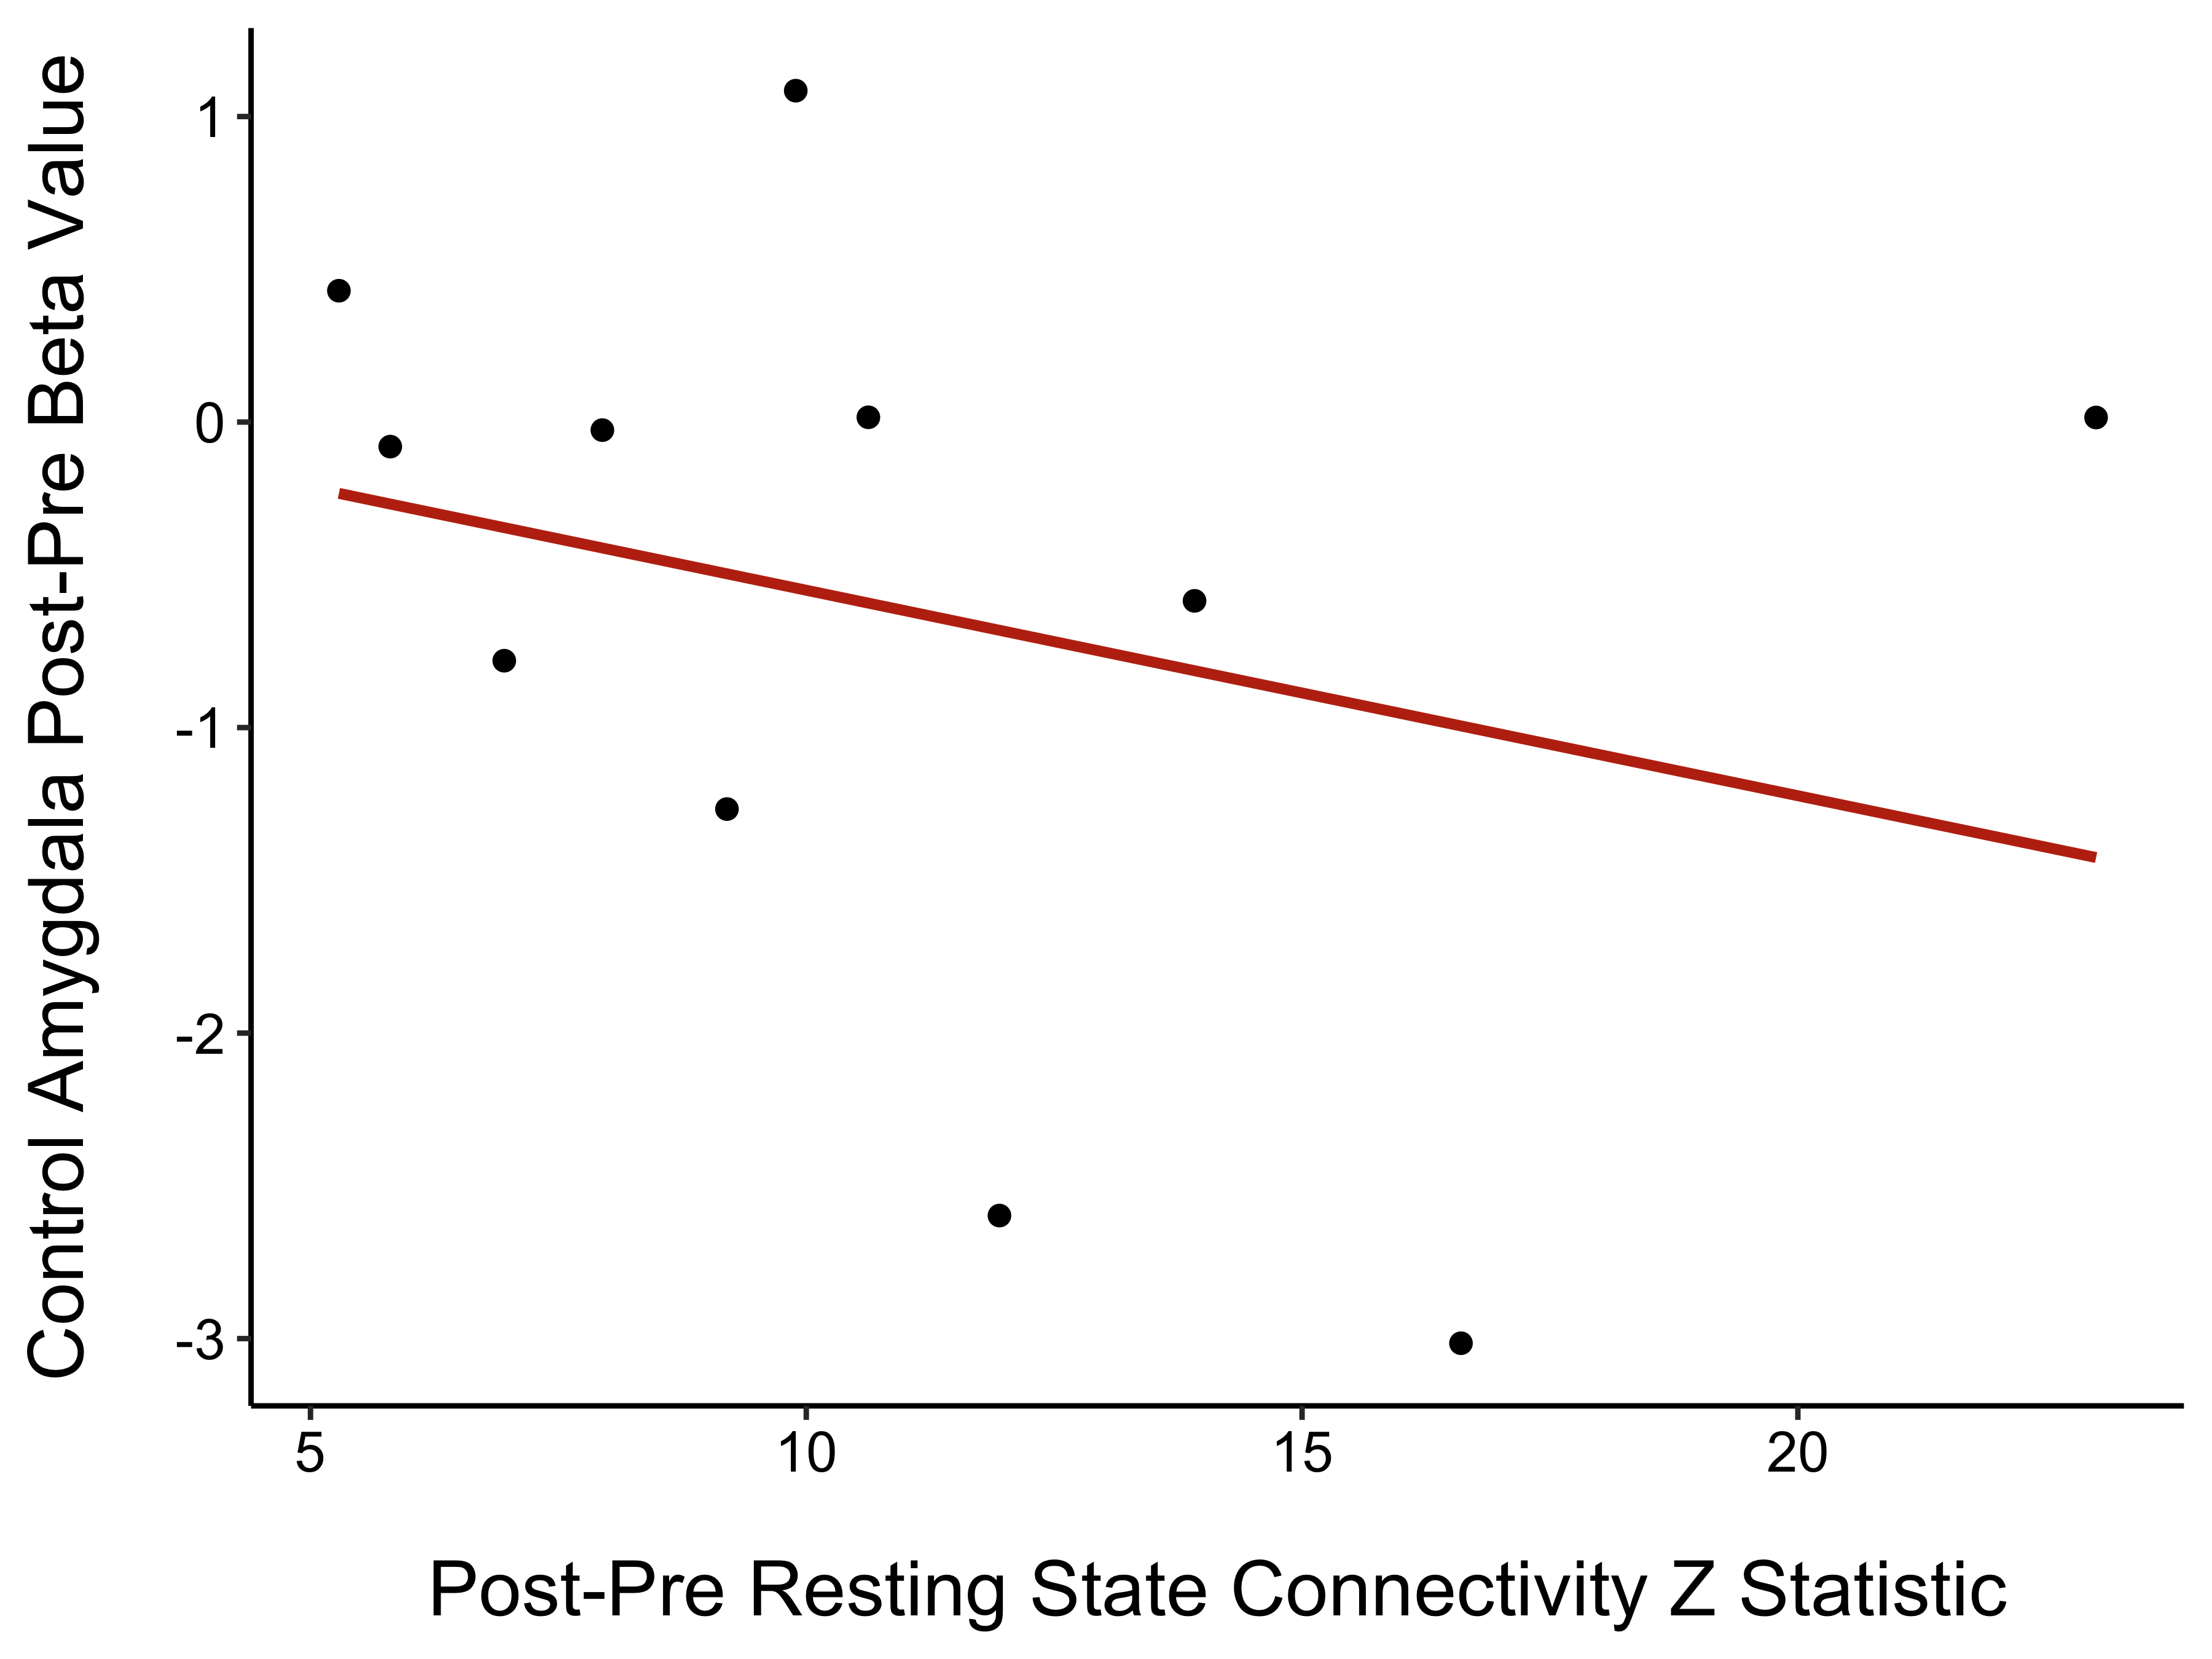 Control Amygdala Post-Pre Beta Value
1
0
-1
-2
-3
5 10 15 20
Post-Pre Resting State Connectivity Z Statistic